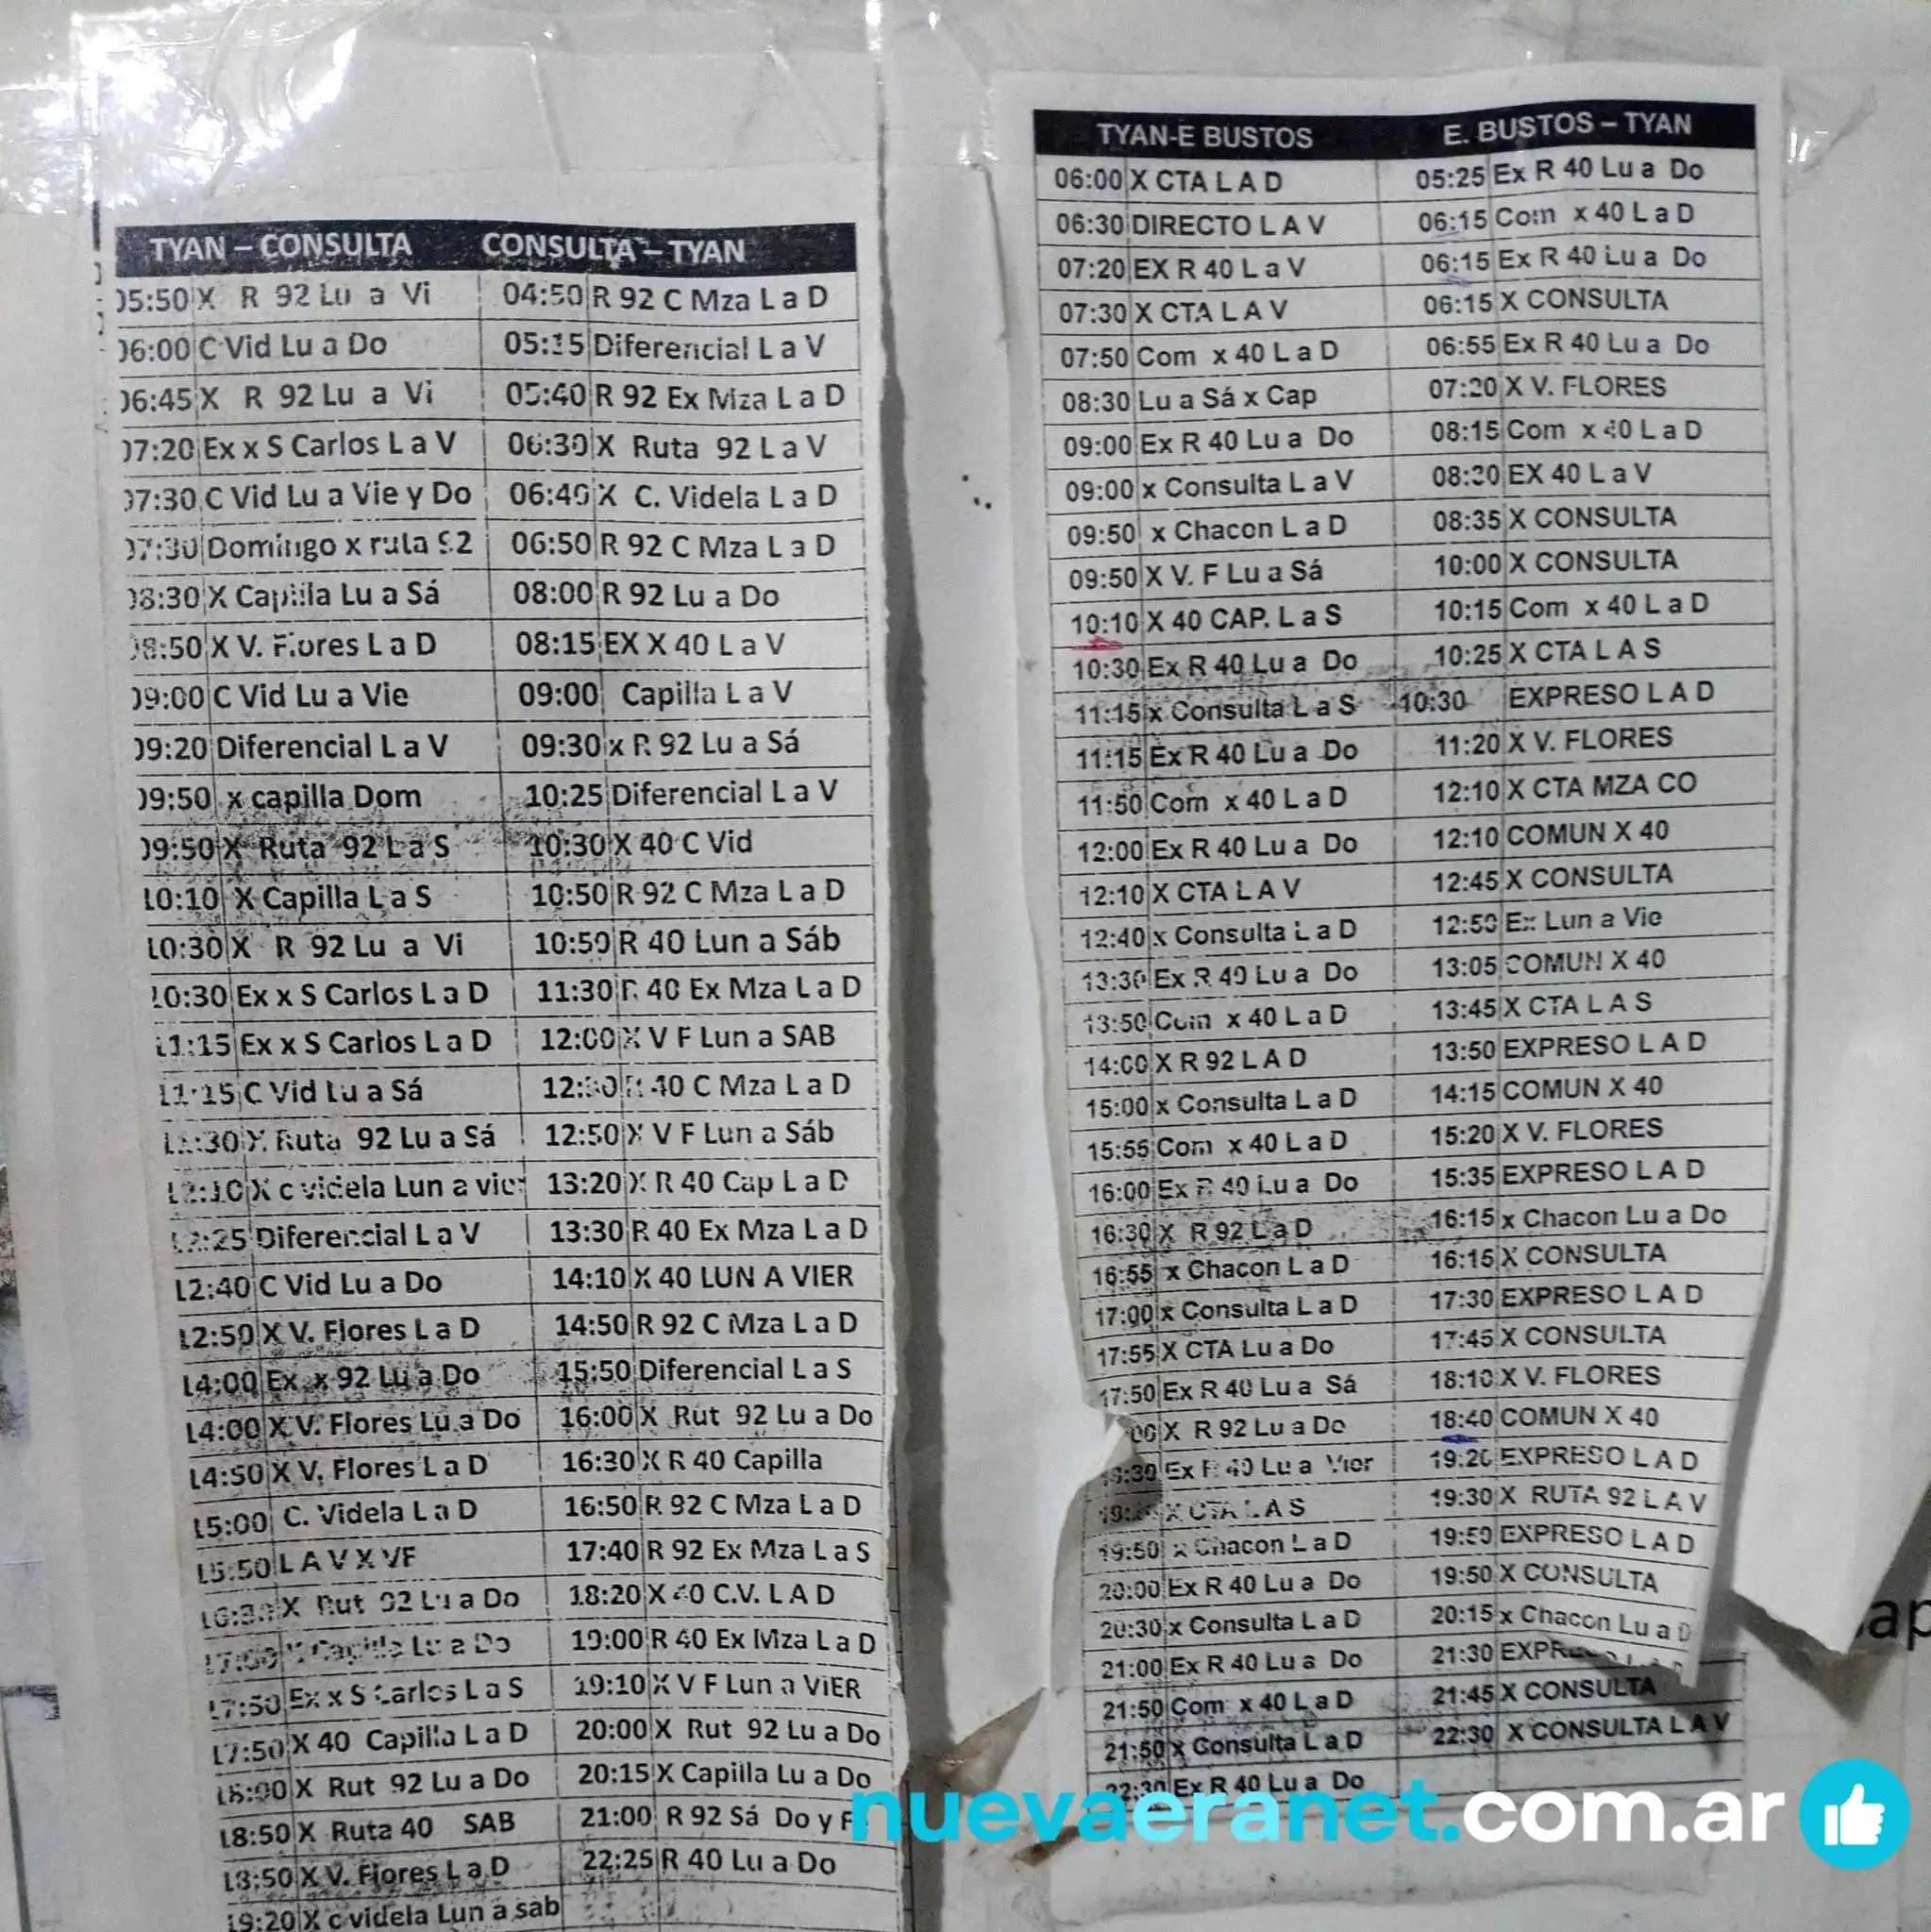 TYAN – CONSULTA CONSULTA – TYAN
05:50 X R 92 Lu a Vi 04:50 R 92 C Mza L a D
06:00 C Vid Lu a Do 05:15 Diferencial L a V
06:45 X R 92 Lu a Vi 05:40 R 92 Ex Mza L a D
07:20 Ex x S Carlos L a V 06:30 X Ruta 92 L a V
07:30 C Vid Lu a Vie y Do 06:40 X C. Videla L a D
07:30 Domingo x ruta 92 06:50 R 92 C Mza L a D
08:30 X Capilla Lu a Sá 08:00 R 92 Lu a Do
08:50 X V. Flores L a D 08:15 EX X 40 L a V
09:00 C Vid Lu a Vie 09:00 Capilla L a V
09:20 Diferencial L a V 09:30 x R 92 Lu a Sá
09:50 x capilla Dom 10:25 Diferencial L a V
09:50 X Ruta 92 L a S 10:30 X 40 C Vid
10:10 X Capilla L a S 10:50 R 92 C Mza L a D
10:30 X R 92 Lu a Vi 10:50 R 40 Lun a Sáb
10:30 Ex x S Carlos L a D 11:30 R 40 Ex Mza L a D
11:15 Ex x S Carlos L a D 12:00 X V F Lun a SAB
11:15 C Vid Lu a Sá R 40 C Mza L a D
11:30 X Ruta 92 Lu a Sá 12:50 X V F Lun a Sáb
12:10 X c videla Lun a vier 13:20 X R 40 Cap L a D
12:25 Diferencial L a V 13:30 R 40 Ex Mza L a D
12:40 C Vid Lu a Do 14:10 X 40 LUN A VIER
12:50 X V. Flores L a D 14:50 R 92 C Mza L a D
14:00 Ex. x 92 Lu a Do 15:50 Diferencial L a S
14:00 X V. Flores Lu a Do 16:00 X Rut 92 Lu a Do
14:50 X V. Flores L a D 16:30 X R 40 Capilla
15:00 C. Videla L a D 16:50 R 92 C Mza L a D
15:50 L A V X VF 17:40 R 92 Ex Mza L a S
16:30 X Rut 92 Lu a Do 18:20 X 40 C.V. L A D
17:00 X Capilla Lu a Do 19:00 R 40 Ex Mza L a D
17:50 Ex x S Carlos L a S 19:10 X V F Lun a ViER
17:50 X 40 Capilla L a D 20:00 X Rut 92 Lu a Do
18:00 X Rut 92 Lu a Do 20:15 X Capilla Lu a Do
18:50 X Ruta 40 SAB 21:00 R 92 Sá Do y F
18:50 X V. Flores L a D 22:25 R 40 Lu a Do
19:20 X c videla Lun a sab
TYAN-E BUSTOS E. BUSTOS – TYAN
06:00 X CTA L A D 05:25 Ex R 40 Lu a Do
06:30 DIRECTO L A V 06:15 Com x 40 L a D
07:20 EX R 40 L a V 06:15 Ex R 40 Lu a Do
07:30 X CTA L A V 06:15 X CONSULTA
07:50 Com x 40 L a D 06:55 Ex R 40 Lu a Do
08:30 Lu a Sá x Cap 07:20 X V. FLORES
09:00 Ex R 40 Lu a Do 08:15 Com x 40 L a D
09:00 x Consulta L a V 08:20 EX 40 L a V
09:50 x Chacon L a D 08:35 X CONSULTA
09:50 X V. F Lu a Sá 10:00 X CONSULTA
10:10 X 40 CAP. L a S 10:15 Com x 40 L a D
10:30 Ex R 40 Lu a Do 10:25 X CTA L A S
11:15 x Consulta L a S 10:30 EXPRESO L A D
11:15 Ex R 40 Lu a Do 11:20 X V. FLORES
11:50 Com x 40 L a D 12:10 X CTA MZA CO
12:00 Ex R 40 Lu a Do 12:10 COMUN X 40
12:10 X CTA L A V 12:45 X CONSULTA
12:40 x Consulta L a D 12:50 Ex Lun a Vie
13:30 Ex R 40 Lu a Do 13:05 COMUN X 40
13:50 Com x 40 L a D 13:45 X CTA L A S
14:00 X R 92 L A D 13:50 EXPRESO L A D
15:00 x Consulta L a D 14:15 COMUN X 40
15:55 Com x 40 L a D 15:20 X V. FLORES
16:00 Ex R 40 Lu a Do 15:35 EXPRESO L A D
16:30 X R 92 L a D 16:15 x Chacon Lu a Do
16:55 x Chacon L a D 16:15 X CONSULTA
17:00 x Consulta L a D 17:30 EXPRESO L A D
17:55 X CTA Lu a Do 17:45 X CONSULTA
17:50 Ex R 40 Lu a Sá 18:10 X V. FLORES
X R 92 Lu a Do 18:40 COMUN X 40
Ex R 40 Lu a Vier 19:20 EXPRESO L A D
X CTA L A S 19:30 X RUTA 92 L A V
19:50 x Chacon L a D 19:50 EXPRESO L A D
20:00 Ex R 40 Lu a Do 19:50 X CONSULTA
20:30 x Consulta L a D 20:15 x Chacon Lu a D
21:00 Ex R 40 Lu a Do 21:30
21:50 Com x 40 L a D 21:45 X CONSULTA
21:50 x Consulta L a D 22:30 X CONSULTA L A V
22:30 Ex R 40 Lu a Do
nuevaeranet.com.ar